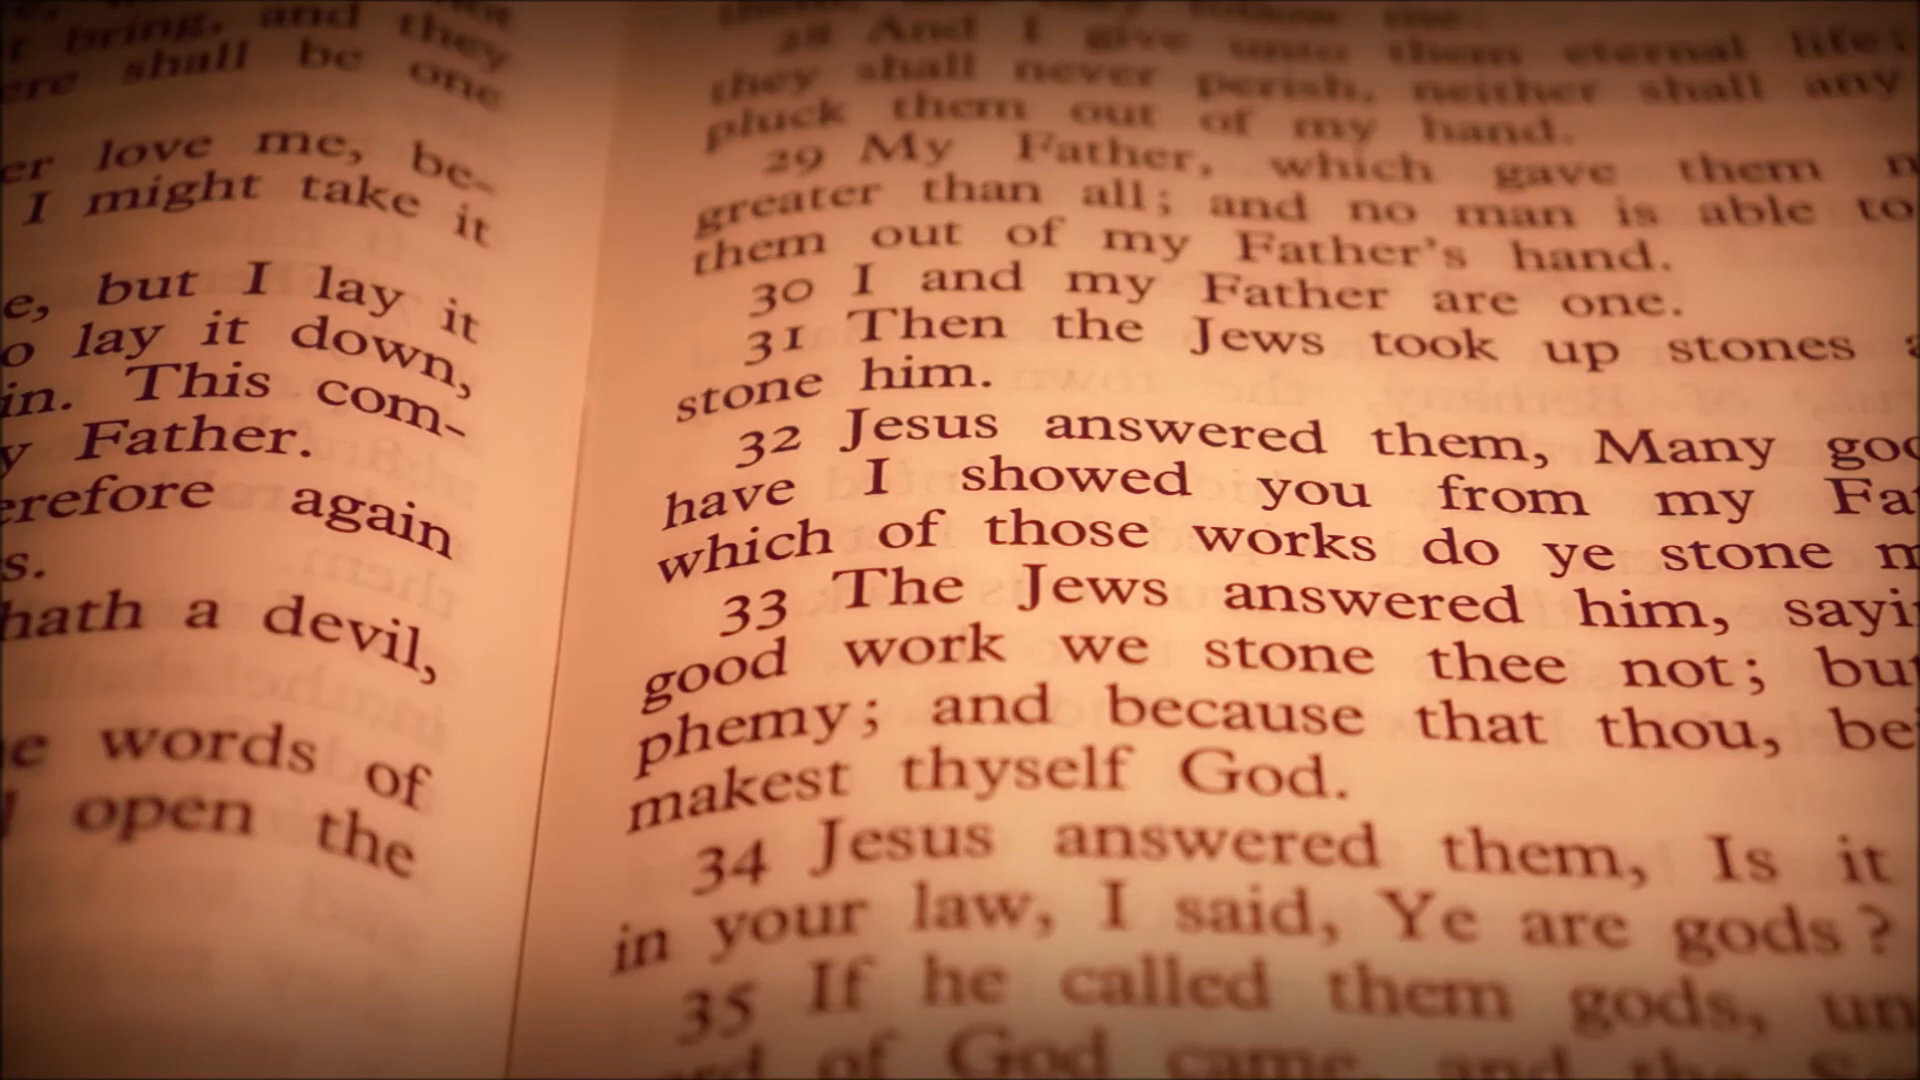 bring, and they
shall be one
love me, be-
I might take it
but I lay it
lay it down,
This com-
Father.
again
s.
hath a devil,
words of
open the
28 And I give unto them eternal life;
they shall never perish, neither shall any
pluck them out of my hand.
29 My Father, which gave them
greater than all; and no man is able to
them out of my Father's hand.
30 I and my Father are one.
31 Then the Jews took up stones
stone him.
32 Jesus answered them, Many
have I showed you from my
which of those works do ye stone
33 The Jews answered him,
good work we stone thee not; but
phemy; and because that thou,
makest thyself God.
34 Jesus answered them, Is it
in your law, I said, Ye are gods?
35 If he called them gods,
of God came, and the